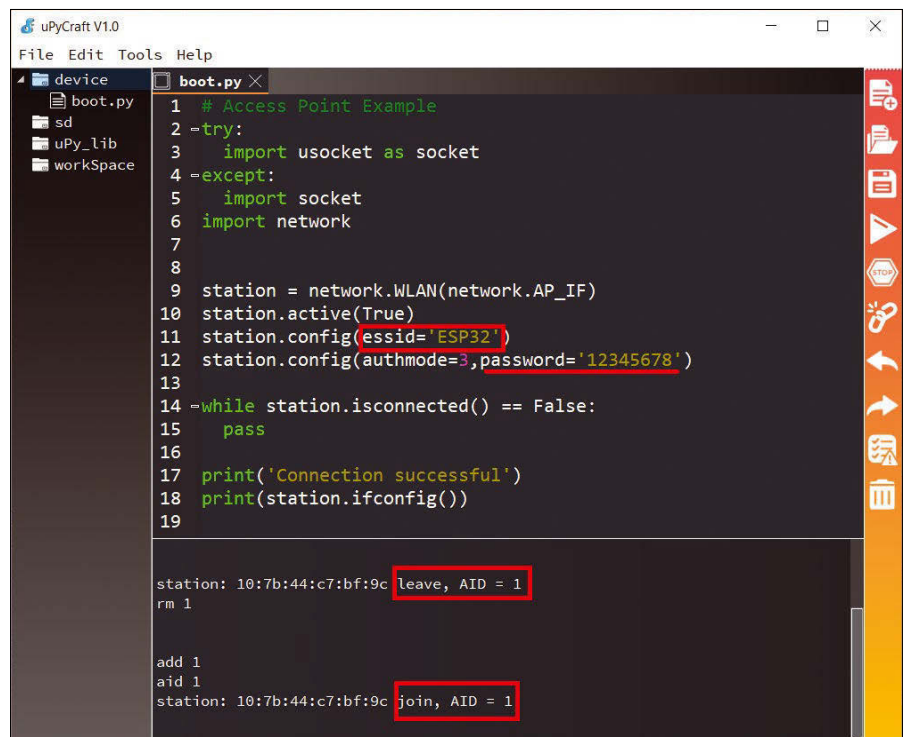 uPyCraft V1.0
File Edit Tools Help
device
boot.py
sd
uPy_lib
workSpace
boot.py
1 # Access Point Example
2 try:
3 import usocket as socket
4 except:
5 import socket
6 import network
7
8
9 station = network.WLAN(network.AP_IF)
10 station.active(True)
11 station.config(essid='ESP32')
12 station.config(authmode=3,password='12345678')
13
14 while station.isconnected() == False:
15 pass
16
17 print('Connection successful')
18 print(station.ifconfig())
19
station: 10:7b:44:c7:bf:9c leave, AID = 1
rm 1
add 1
aid 1
station: 10:7b:44:c7:bf:9c join, AID = 1
STOP